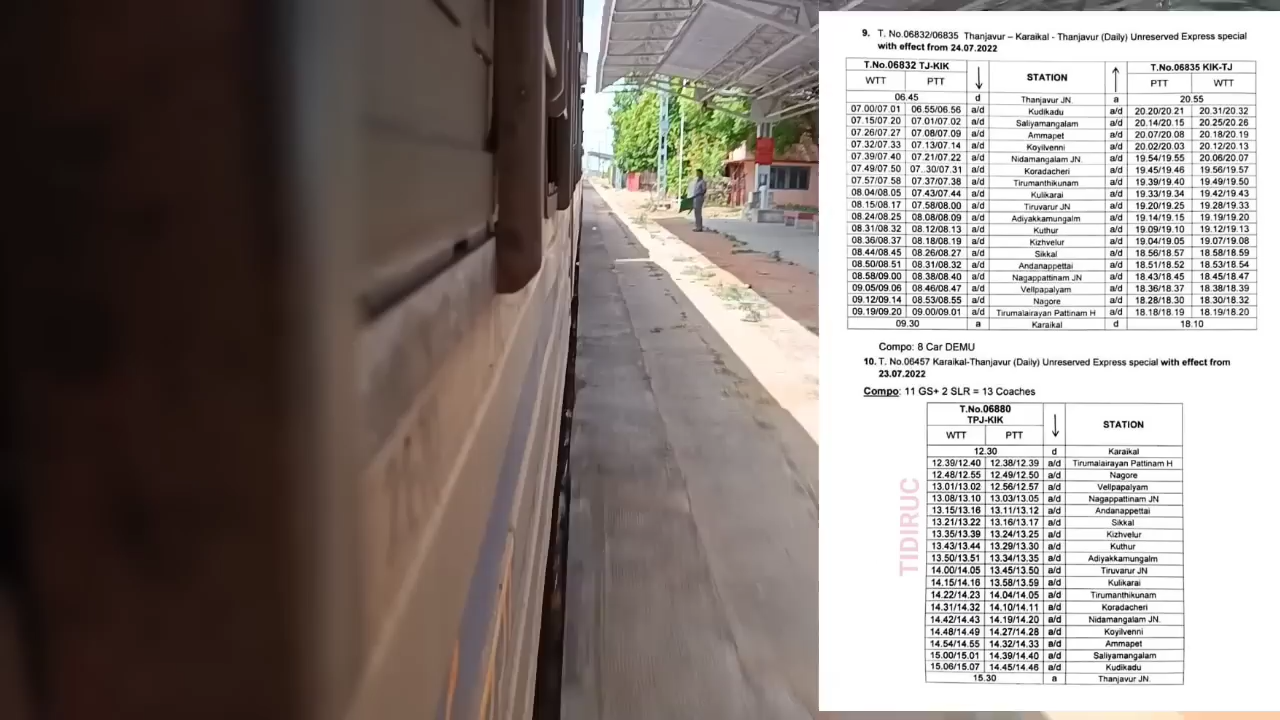 9. T. No.06832/06835 Thanjavur – Karaikal - Thanjavur (Daily) Unreserved Express special
with effect from 24.07.2022
T.No.06832 TJ-KIK ↓ STATION ↑ T.No.06835 KIK-TJ
WTT PTT PTT WTT
06.45 d Thanjavur JN. a 20.55
07.00/07.01 06.55/06.56 a/d Kudikadu a/d 20.20/20.21 20.31/20.32
07.15/07.20 07.01/07.02 a/d Saliyamangalam a/d 20.14/20.15 20.25/20.26
07.26/07.27 07.08/07.09 a/d Ammapet a/d 20.07/20.08 20.18/20.19
07.32/07.33 07.13/07.14 a/d Koyilvenni a/d 20.02/20.03 20.12/20.13
07.39/07.40 07.21/07.22 a/d Nidamangalam JN a/d 19.54/19.55 20.06/20.07
07.49/07.50 07..30/07.31 a/d Koradacheri a/d 19.45/19.46 19.56/19.57
07.57/07.58 07.37/07.38 a/d Tirumanthikunam a/d 19.39/19.40 19.49/19.50
08.04/08.05 07.43/07.44 a/d Kulikarai a/d 19.33/19.34 19.42/19.43
08.15/08.17 07.58/08.00 a/d Tiruvarur JN a/d 19.20/19.25 19.28/19.33
08.24/08.25 08.08/08.09 a/d Adiyakkamungalm a/d 19.14/19.15 19.19/19.20
08.31/08.32 08.12/08.13 a/d Kuthur a/d 19.09/19.10 19.12/19.13
08.36/08.37 08.18/08.19 a/d Kizhvelur a/d 19.04/19.05 19.07/19.08
08.44/08.45 08.26/08.27 a/d Sikkal a/d 18.56/18.57 18.58/18.59
08.50/08.51 08.31/08.32 a/d Andanappettai a/d 18.51/18.52 18.53/18.54
08.58/09.00 08.38/08.40 a/d Nagappattinam JN a/d 18.43/18.45 18.45/18.47
09.05/09.06 08.46/08.47 a/d Vellpapalyam a/d 18.36/18.37 18.38/18.39
09.12/09.14 08.53/08.55 a/d Nagore a/d 18.28/18.30 18.30/18.32
09.19/09.20 09.00/09.01 a/d Tirumalairayan Pattinam H a/d 18.18/18.19 18.19/18.20
09.30 a Karaikal d 18.10
Compo: 8 Car DEMU
10. T. No.06457 Karaikal-Thanjavur (Daily) Unreserved Express special with effect from
23.07.2022
Compo: 11 GS+ 2 SLR = 13 Coaches
T.No.06880
TPJ-KIK ↓ STATION
WTT PTT
12.30 d Karaikal
12.39/12.40 12.38/12.39 a/d Tirumalairayan Pattinam H
12.48/12.55 12.49/12.50 a/d Nagore
13.01/13.02 12.56/12.57 a/d Vellpapalyam
13.08/13.10 13.03/13.05 a/d Nagappattinam JN
13.15/13.16 13.11/13.12 a/d Andanappettai
13.21/13.22 13.16/13.17 a/d Sikkal
13.35/13.39 13.24/13.25 a/d Kizhvelur
13.43/13.44 13.29/13.30 a/d Kuthur
13.50/13.51 13.34/13.35 a/d Adiyakkamungalm
14.00/14.05 13.45/13.50 a/d Tiruvarur JN
14.15/14.16 13.58/13.59 a/d Kulikarai
14.22/14.23 14.04/14.05 a/d Tirumanthikunam
14.31/14.32 14.10/14.11 a/d Koradacheri
14.42/14.43 14.19/14.20 a/d Nidamangalam JN.
14.48/14.49 14.27/14.28 a/d Koyilvenni
14.54/14.55 14.32/14.33 a/d Ammapet
15.00/15.01 14.39/14.40 a/d Saliyamangalam
15.06/15.07 14.45/14.46 a/d Kudikadu
15.30 a Thanjavur JN.
TIDIRUC